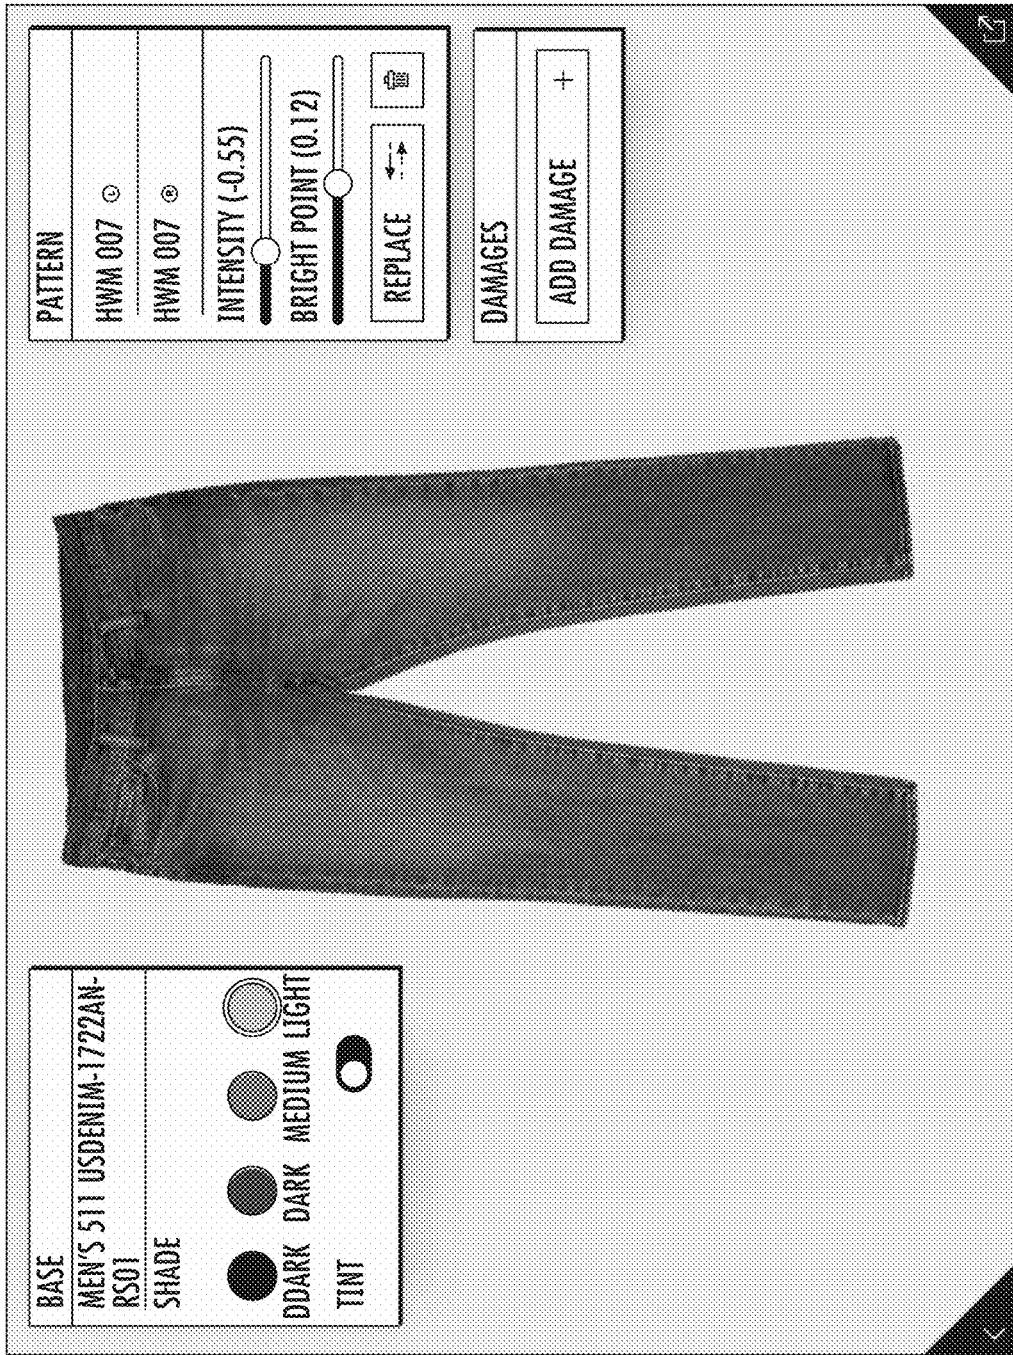 BASE
MEN'S 511 USDENIM-1722AN-
RS01
SHADE
DDARK DARK MEDIUM LIGHT
TINT
PATTERN
HWM 007 L
HWM 007 R
INTENSITY (-0.55)
BRIGHT POINT (0.12)
REPLACE
DAMAGES
ADD DAMAGE +